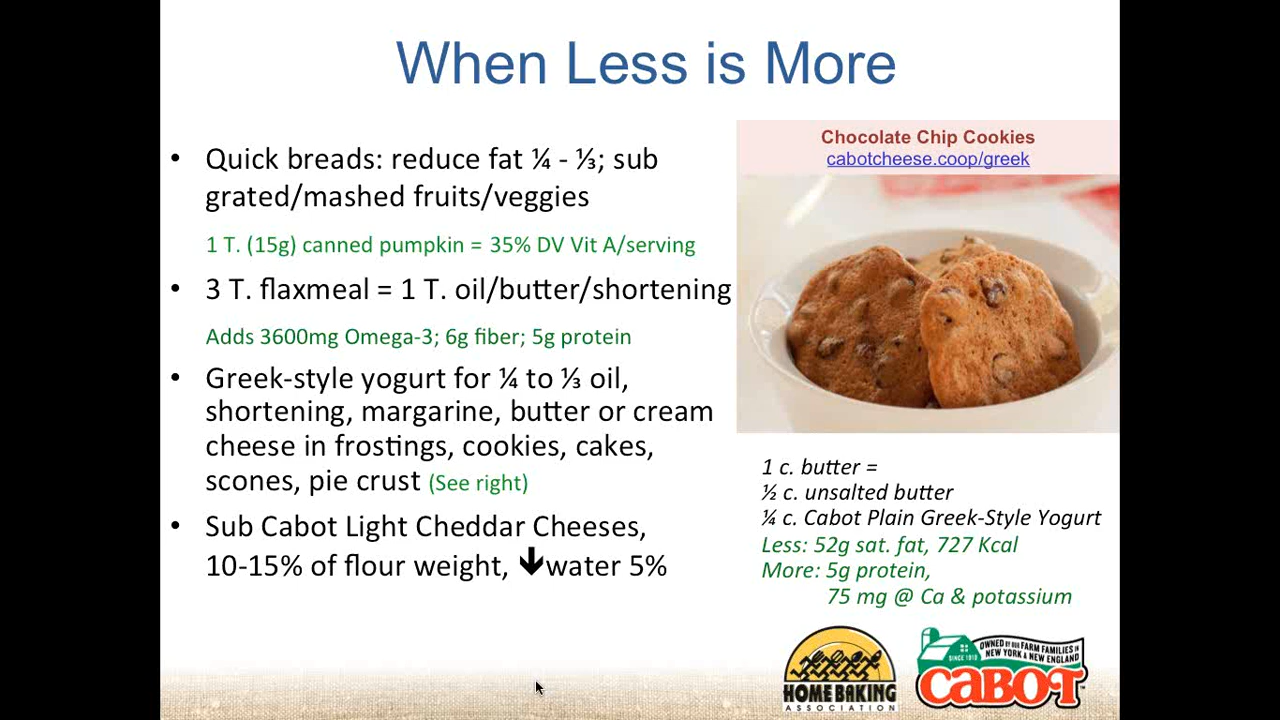 When Less is More
• Quick breads: reduce fat ¼ - ⅓; sub
grated/mashed fruits/veggies
1 T. (15g) canned pumpkin = 35% DV Vit A/serving
• 3 T. flaxmeal = 1 T. oil/butter/shortening
Adds 3600mg Omega-3; 6g fiber; 5g protein
• Greek-style yogurt for ¼ to ⅓ oil,
shortening, margarine, butter or cream
cheese in frostings, cookies, cakes,
scones, pie crust (See right)
• Sub Cabot Light Cheddar Cheeses,
10-15% of flour weight, 🡇water 5%
Chocolate Chip Cookies
cabotcheese.coop/greek
1 c. butter =
½ c. unsalted butter
¼ c. Cabot Plain Greek-Style Yogurt
Less: 52g sat. fat, 727 Kcal
More: 5g protein,
75 mg @ Ca & potassium
HOME BAKING
ASSOCIATION
SINCE 1919
OWNED BY OUR FARM FAMILIES IN
NEW YORK & NEW ENGLAND
CABOT